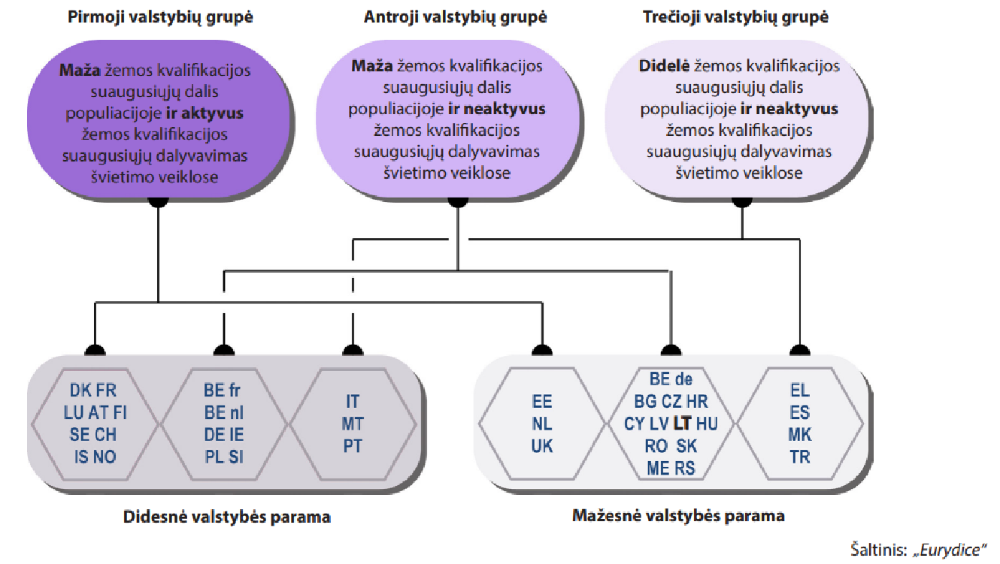 Pirmoji valstybių grupė
Antroji valstybių grupė
Trečioji valstybių grupė
Maža žemos kvalifikacijos
suaugusiųjų dalis
populiacijoje ir aktyvus
žemos kvalifikacijos
suaugusiųjų dalyvavimas
švietimo veiklose
Maža žemos kvalifikacijos
suaugusiųjų dalis
populiacijoje ir neaktyvus
žemos kvalifikacijos
suaugusiųjų dalyvavimas
švietimo veiklose
Didelė žemos kvalifikacijos
suaugusiųjų dalis
populiacijoje ir neaktyvus
žemos kvalifikacijos
suaugusiųjų dalyvavimas
švietimo veiklose
DK FR
LU AT FI
SE CH
IS NO
BE fr
BE nl
DE IE
PL SI
IT
MT
PT
EE
NL
UK
BE de
BG CZ HR
CY LV LT HU
RO SK
ME RS
EL
ES
MK
TR
Didesnė valstybės parama
Mažesnė valstybės parama
Šaltinis: „Eurydice“